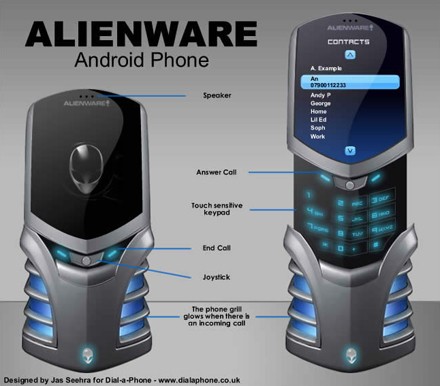 ALIENWARE
Android Phone
ALIENWARE
Speaker
Answer Call
Touch sensitive
keypad
End Call
Joystick
The phone grill
glows when there is
an incoming call
CONTACTS
A. Example
An
07900112233
Andy P
George
Home
Lil Ed
Soph
Work
Designed by Jas Seehra for Dial-a-Phone - www.dialaphone.co.uk